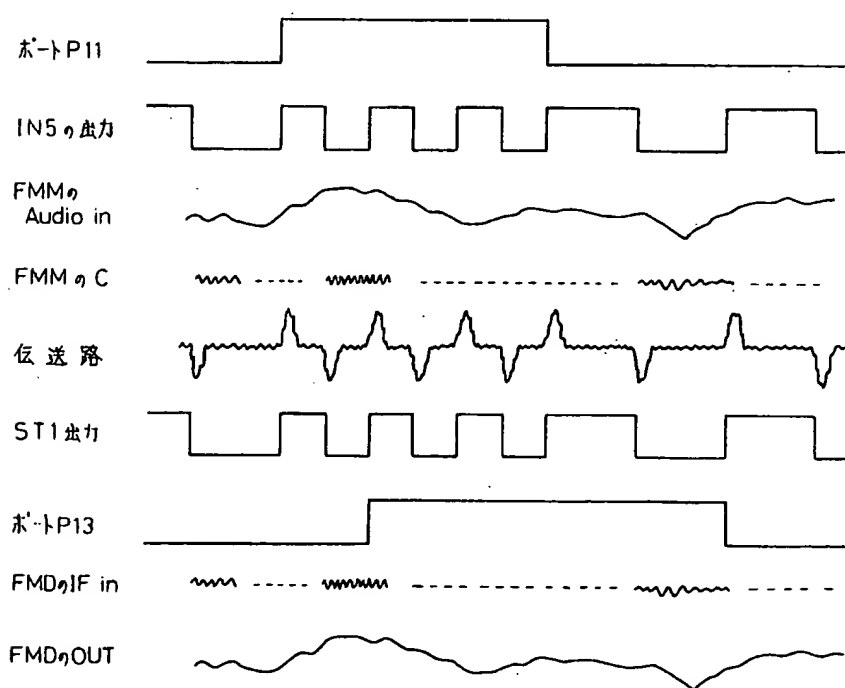 ポートP11
IN5の出力
FMMの
Audio in
FMMのC
伝送路
ST1出力
ポートP13
FMDのIF in
FMDのOUT